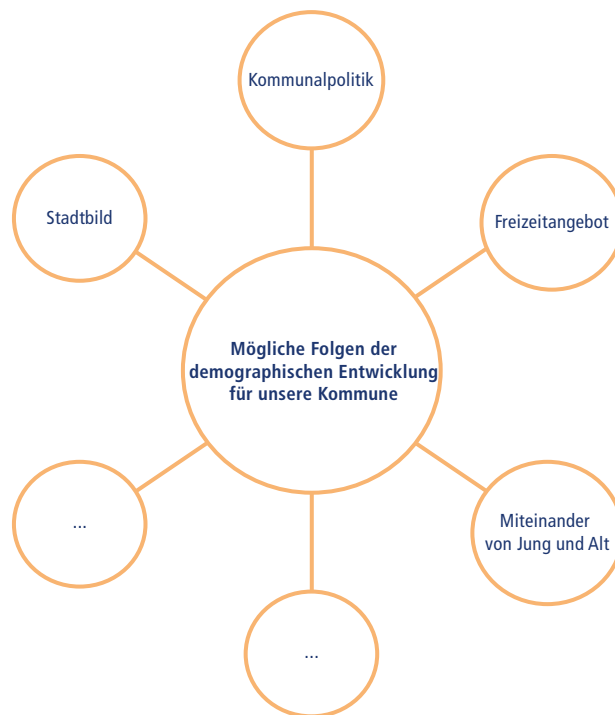 Kommunalpolitik
Stadtbild
Freizeitangebot
Mögliche Folgen der
demographischen Entwicklung
für unsere Kommune
...
Miteinander
von Jung und Alt
...